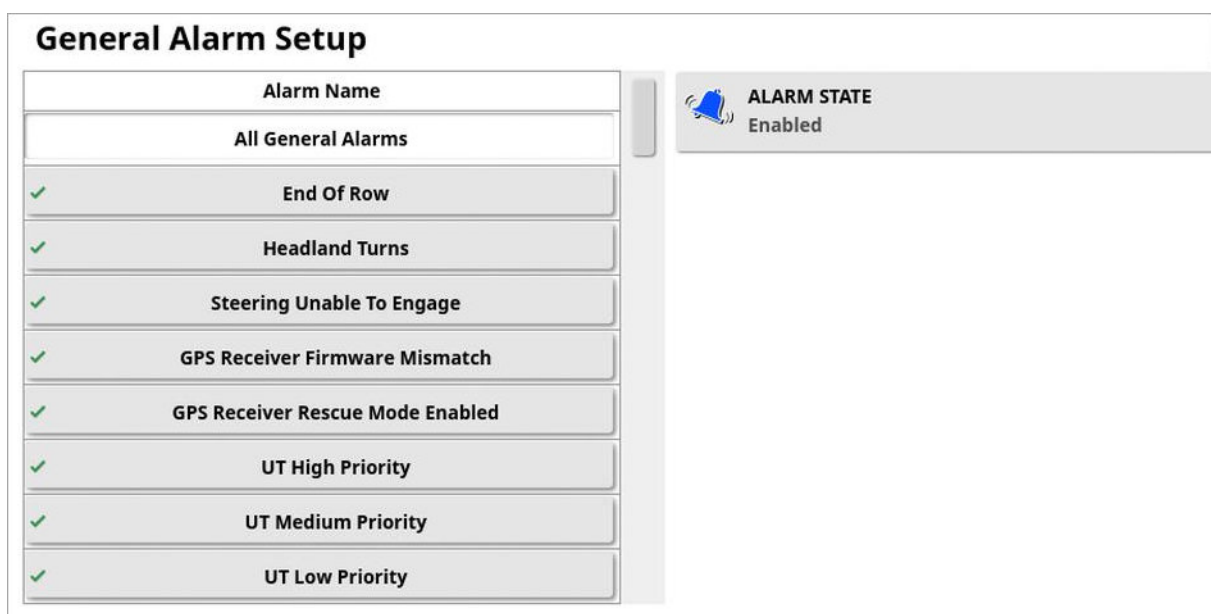 General Alarm Setup
Alarm Name
All General Alarms
End Of Row
Headland Turns
Steering Unable To Engage
GPS Receiver Firmware Mismatch
GPS Receiver Rescue Mode Enabled
UT High Priority
UT Medium Priority
UT Low Priority
ALARM STATE
Enabled